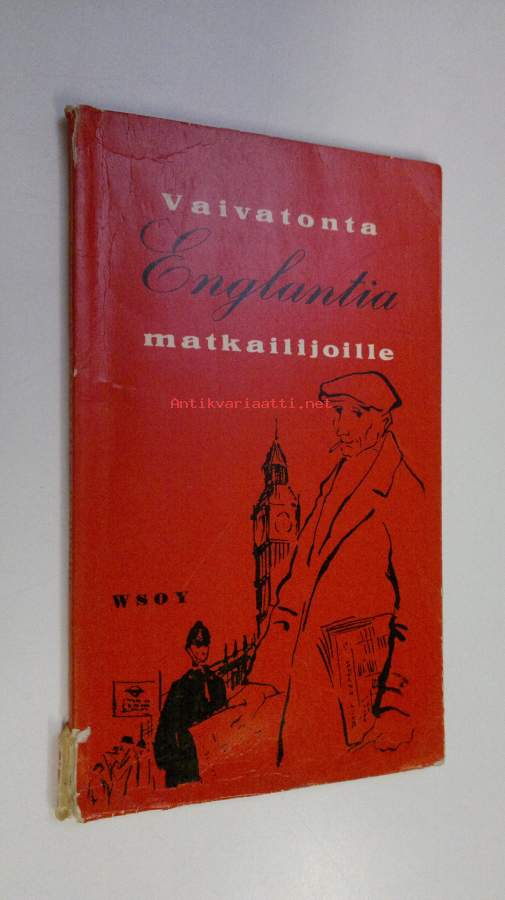 Vaivatonta
Englantia
matkailijoille
Antikvariaatti.net
WSOY